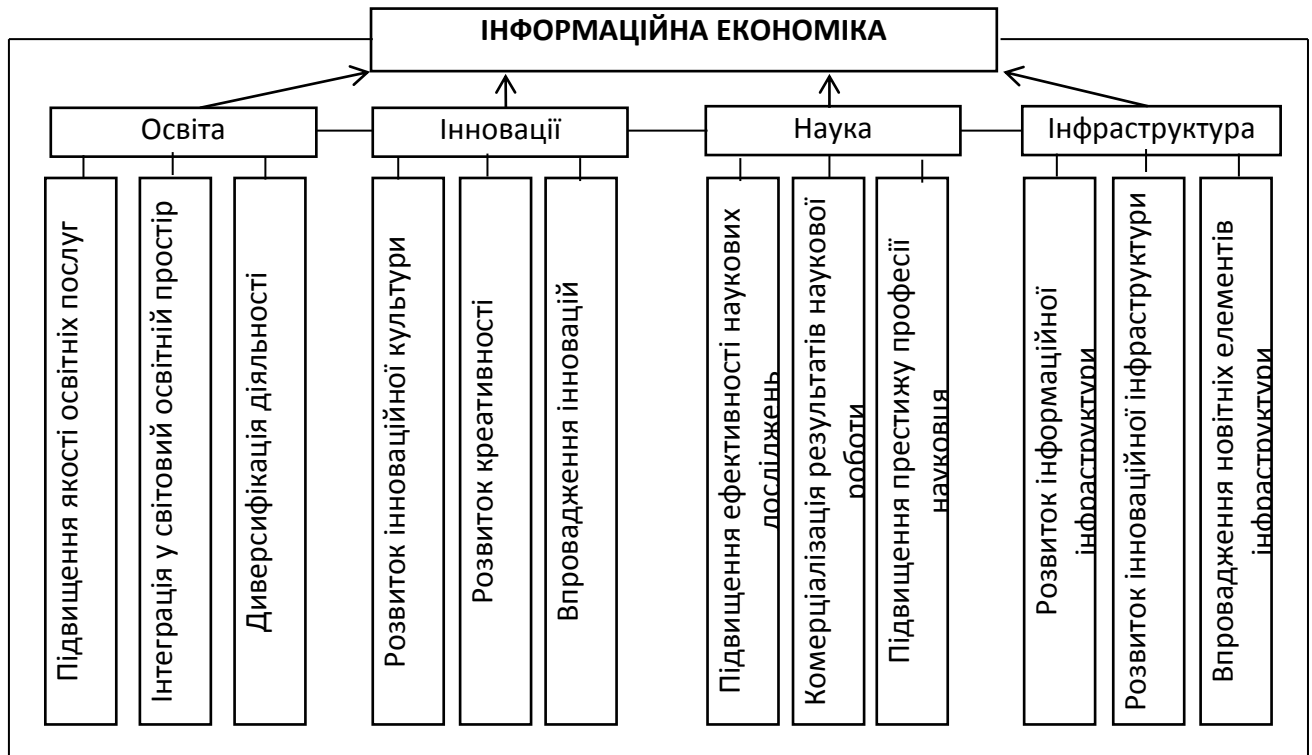 ІНФОРМАЦІЙНА ЕКОНОМІКА
Освіта
Інновації
Наука
Інфраструктура
Підвищення якості освітніх послуг
Інтеграція у світовий освітній простір
Диверсифікація діяльності
Розвиток інноваційної культури
Розвиток креативності
Впровадження інновацій
Підвищення ефективності наукових
досліджень
Комерціалізація результатів наукової
роботи
Підвищення престижу професії
науковця
Розвиток інформаційної
інфраструктури
Розвиток інноваційної інфраструктури
Впровадження новітніх елементів
інфраструктури